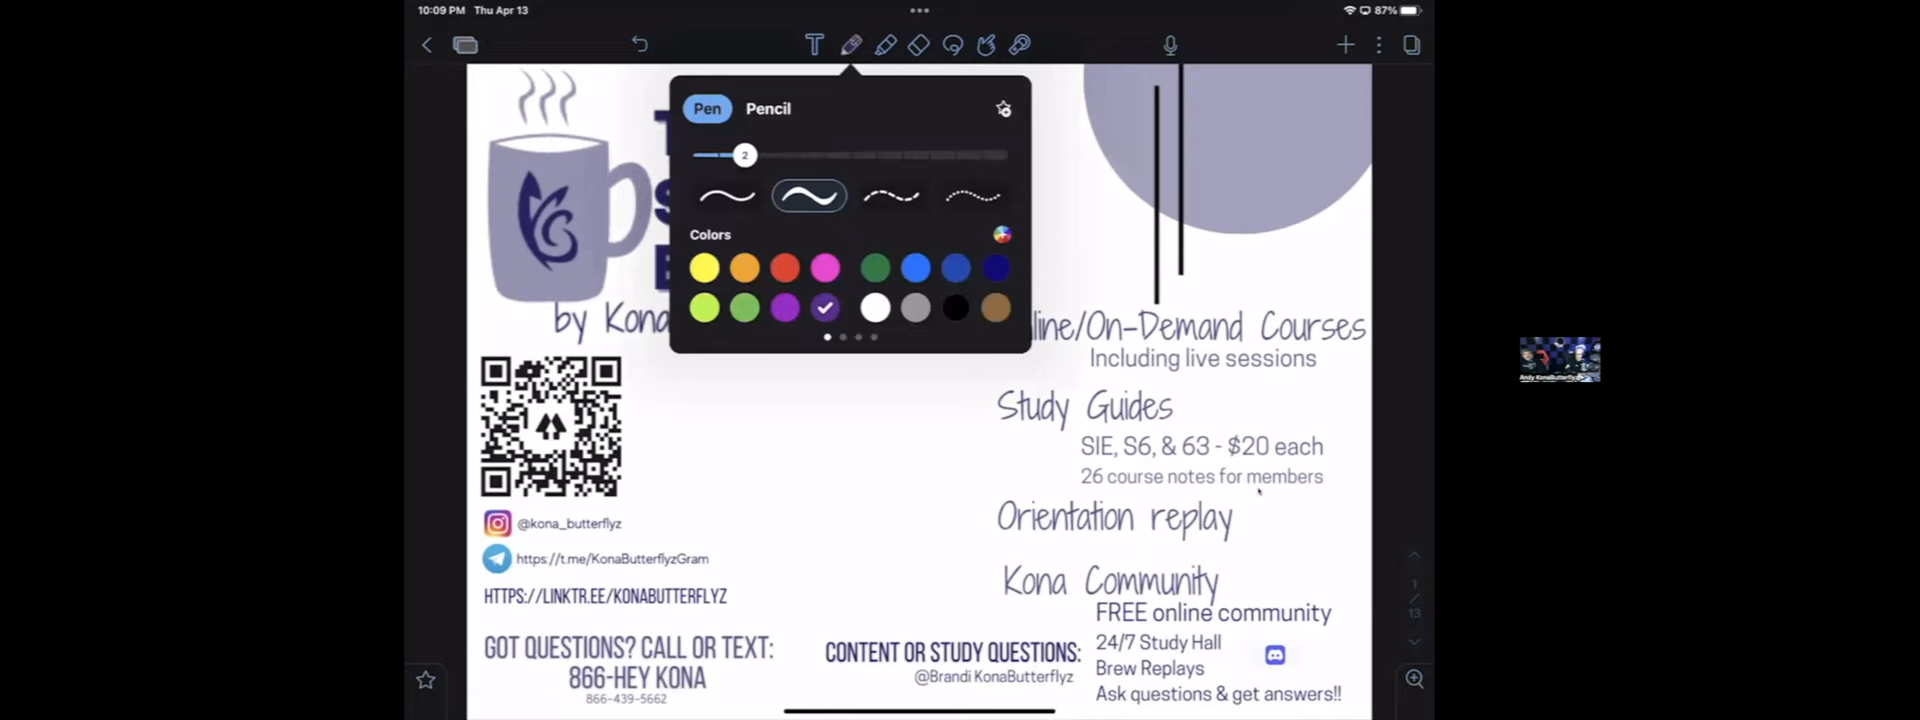 10:09 PM Thu Apr 13
87%
Pen Pencil
2
Colors
by Kona
@kona_butterflyz
https://t.me/KonaButterflyzGram
HTTPS://LINKTR.EE/KONABUTTERFLYZ
GOT QUESTIONS? CALL OR TEXT:
866-HEY KONA
866-439-5662
line/On-Demand Courses
Including live sessions
Study Guides
SIE, S6, & 63 - $20 each
26 course notes for members
Orientation replay
Kona Community
FREE online community
24/7 Study Hall
Brew Replays
Ask questions & get answers!!
CONTENT OR STUDY QUESTIONS:
@Brandi KonaButterflyz
1
/
13